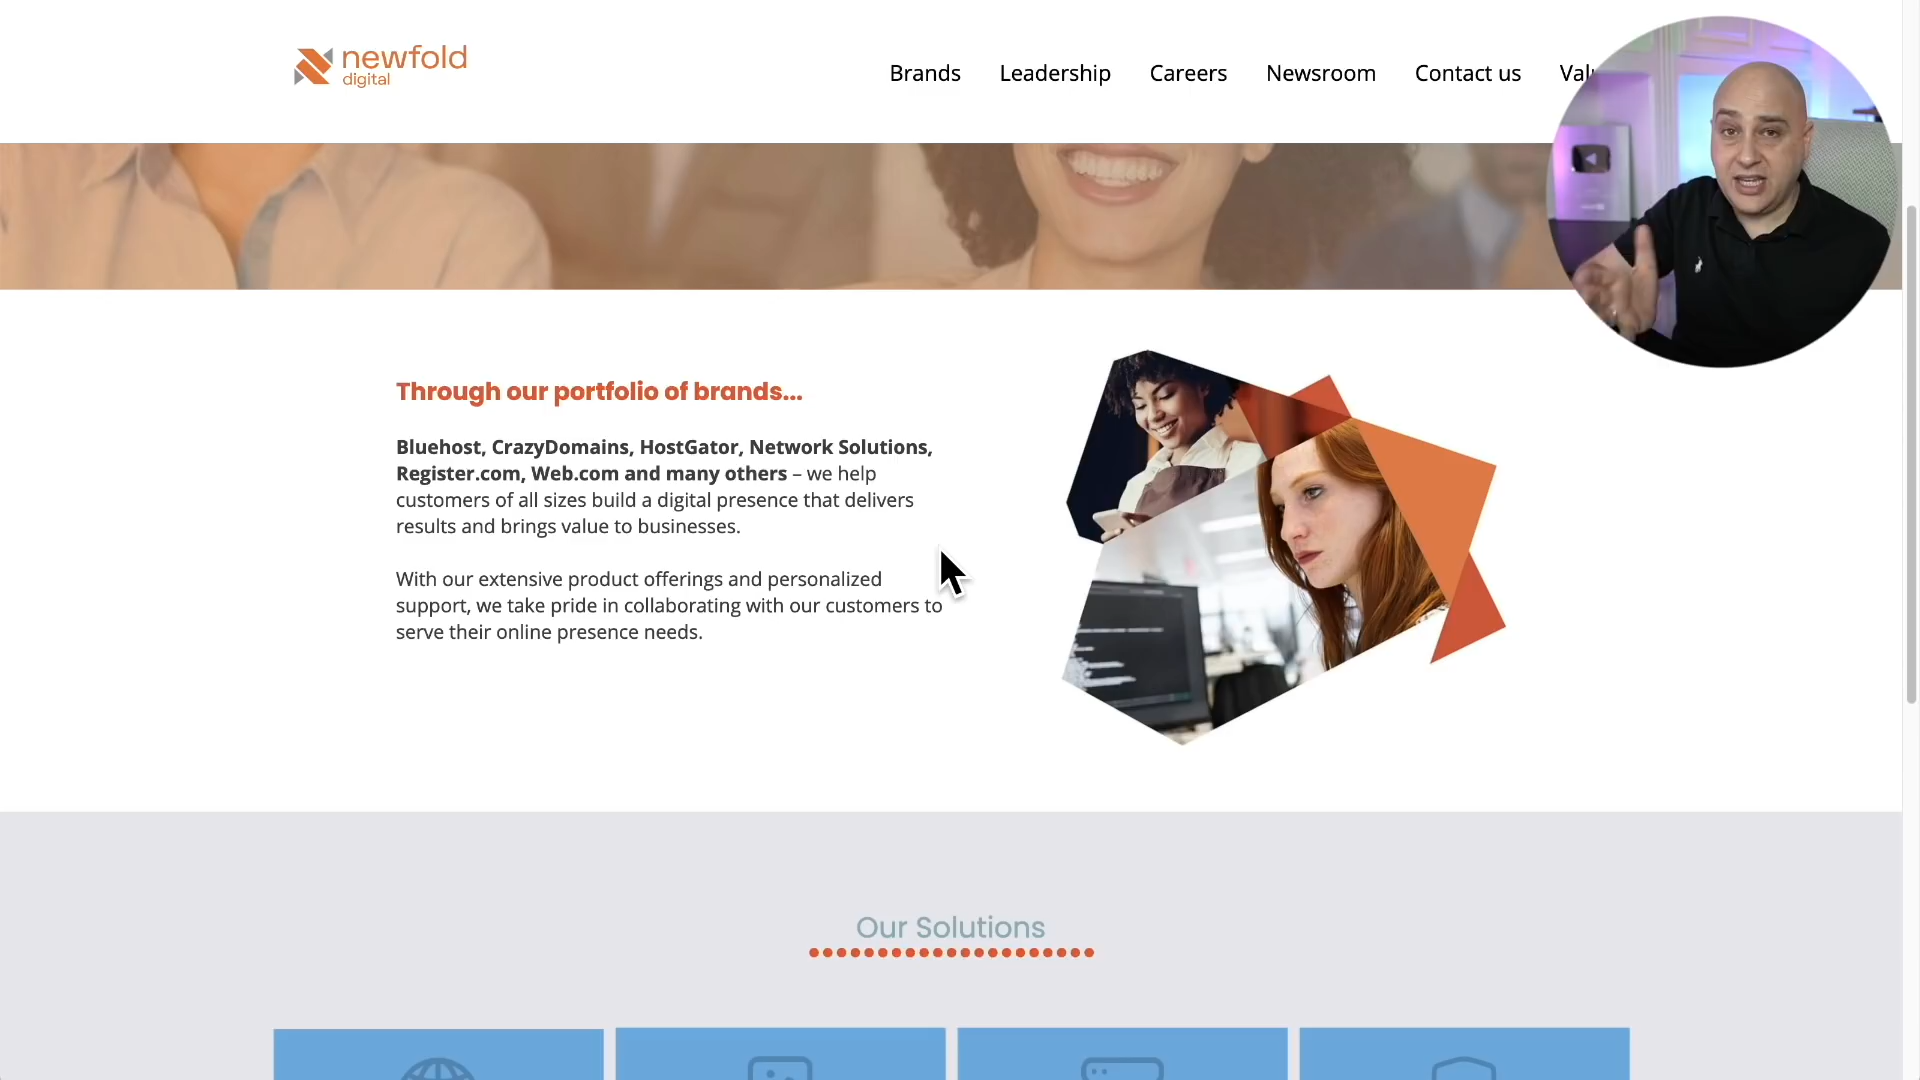 newfold
digital
Brands Leadership Careers Newsroom Contact us
Through our portfolio of brands...
Bluehost, CrazyDomains, HostGator, Network Solutions,
Register.com, Web.com and many others – we help
customers of all sizes build a digital presence that delivers
results and brings value to businesses.
With our extensive product offerings and personalized
support, we take pride in collaborating with our customers to
serve their online presence needs.
Our Solutions